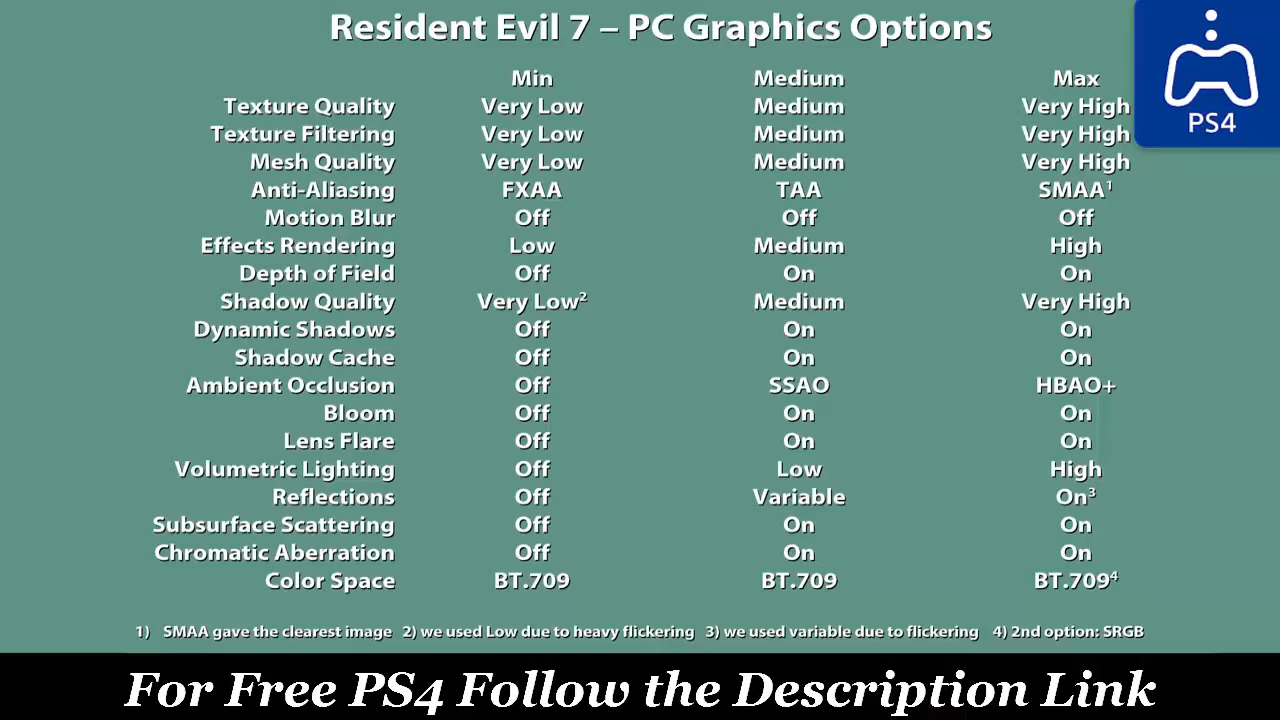 Resident Evil 7 – PC Graphics Options
Min Medium Max
Texture Quality Very Low Medium Very High
Texture Filtering Very Low Medium Very High
Mesh Quality Very Low Medium Very High
Anti-Aliasing FXAA TAA SMAA¹
Motion Blur Off Off Off
Effects Rendering Low Medium High
Depth of Field Off On On
Shadow Quality Very Low² Medium Very High
Dynamic Shadows Off On On
Shadow Cache Off On On
Ambient Occlusion Off SSAO HBAO+
Bloom Off On On
Lens Flare Off On On
Volumetric Lighting Off Low High
Reflections Off Variable On³
Subsurface Scattering Off On On
Chromatic Aberration Off On On
Color Space BT.709 BT.709 BT.709⁴
1) SMAA gave the clearest image 2) we used Low due to heavy flickering 3) we used variable due to flickering 4) 2nd option: SRGB
PS4
For Free PS4 Follow the Description Link